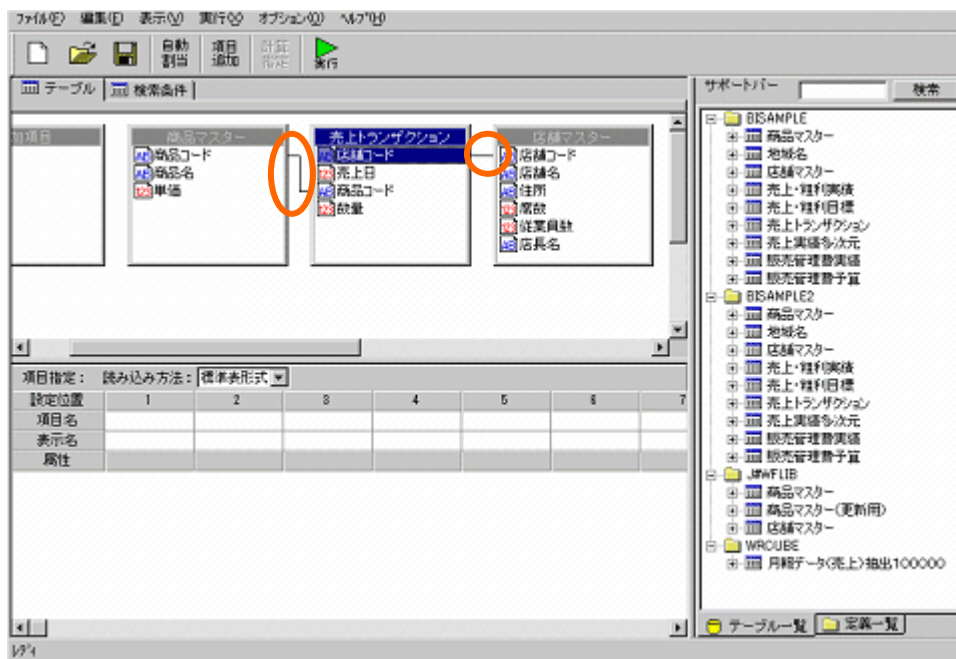 ファイル(F) 編集(E) 表示(V) 実行(X) オプション(O) ヘルプ(H)
自動割当 項目追加 計算指定 実行
テーブル 検索条件
加項目
商品マスター
商品コード
商品名
単価
売上トランザクション
店舗コード
売上日
商品コード
数量
店舗マスター
店舗コード
店舗名
住所
席数
従業員数
店長名
項目指定： 読み込み方法： 標準表形式
設定位置 1 2 3 4 5 6 7
項目名
表示名
属性
サポートバー 検索
BISAMPLE
商品マスター
地域名
店舗マスター
売上・粗利実績
売上・粗利目標
売上トランザクション
売上実績多次元
販売管理費実績
販売管理費予算
BISAMPLE2
商品マスター
地域名
店舗マスター
売上・粗利実績
売上・粗利目標
売上トランザクション
売上実績多次元
販売管理費実績
販売管理費予算
J#WFLIB
商品マスター
商品マスター(更新用)
店舗マスター
WRCUBE
月報データ(売上)抽出100000
テーブル一覧 定義一覧
レディ